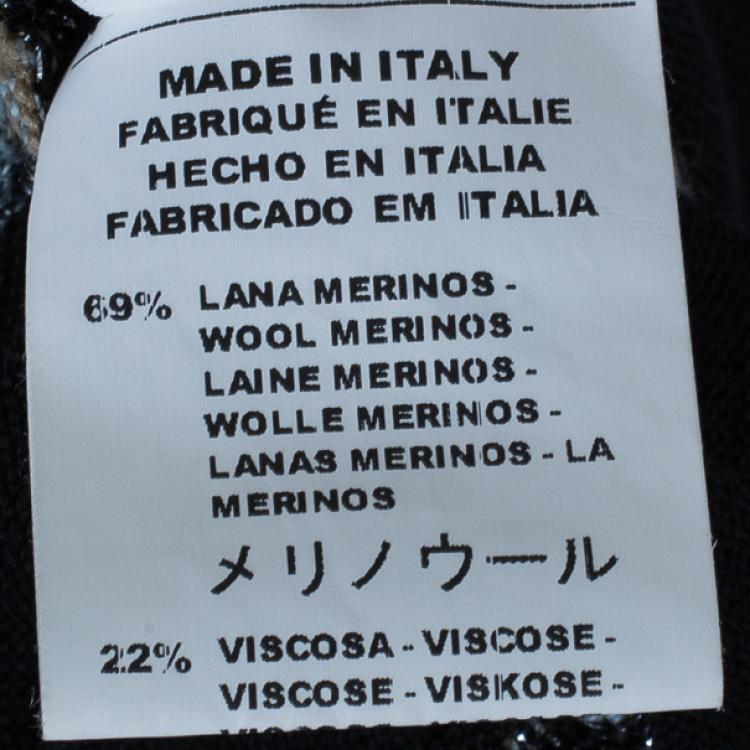 MADE IN ITALY
FABRIQUÉ EN ITALIE
HECHO EN ITALIA
FABRICADO EM ITALIA
69% LANA MERINOS -
WOOL MERINOS -
LAINE MERINOS -
WOLLE MERINOS -
LANAS MERINOS - LA
MERINOS
メリノウール
22% VISCOSA - VISCOSE -
VISCOSE - VISKOSE -